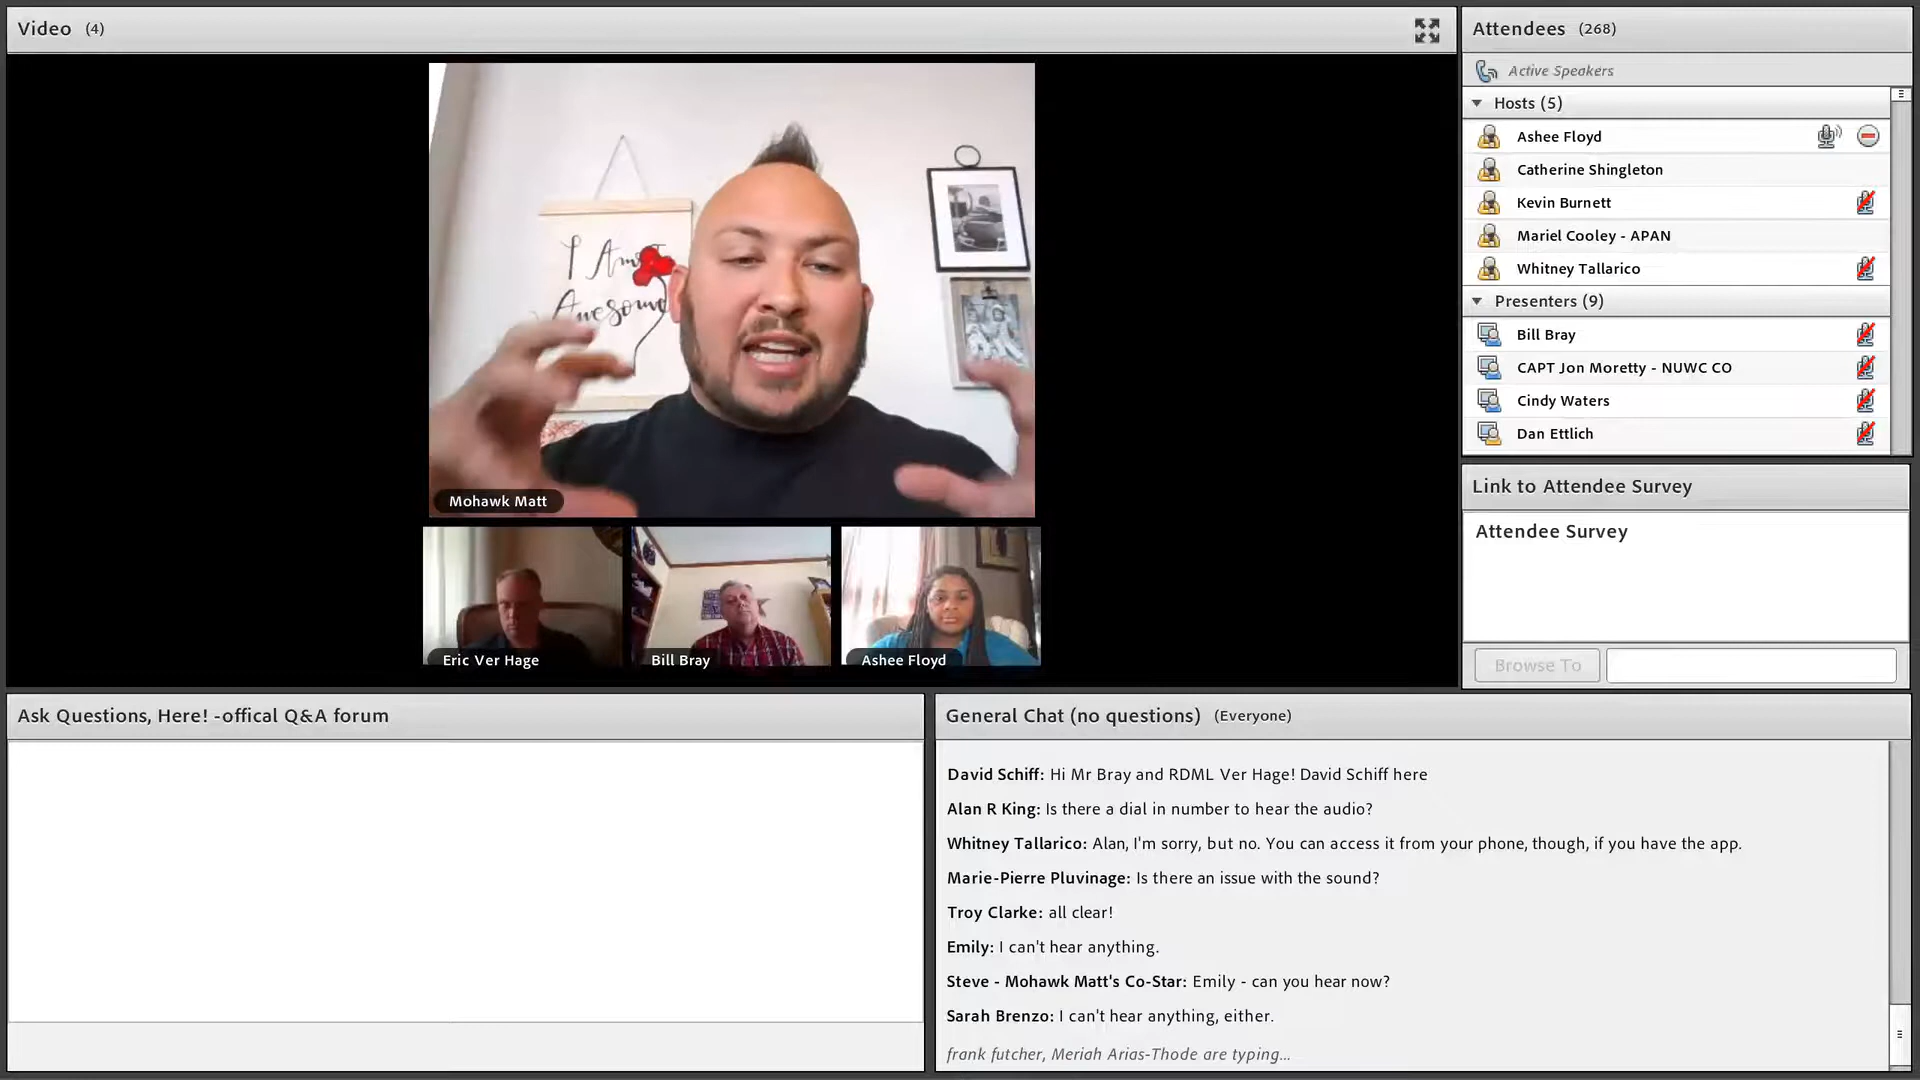 Video (4)
I Am
Awesome
Mohawk Matt
Eric Ver Hage
Bill Bray
Ashee Floyd
Attendees (268)
Active Speakers
Hosts (5)
Ashee Floyd
Catherine Shingleton
Kevin Burnett
Mariel Cooley - APAN
Whitney Tallarico
Presenters (9)
Bill Bray
CAPT Jon Moretty - NUWC CO
Cindy Waters
Dan Ettlich
Link to Attendee Survey
Attendee Survey
Browse To
Ask Questions, Here! -offical Q&A forum
General Chat (no questions) (Everyone)
David Schiff: Hi Mr Bray and RDML Ver Hage! David Schiff here
Alan R King: Is there a dial in number to hear the audio?
Whitney Tallarico: Alan, I'm sorry, but no. You can access it from your phone, though, if you have the app.
Marie-Pierre Pluvinage: Is there an issue with the sound?
Troy Clarke: all clear!
Emily: I can't hear anything.
Steve - Mohawk Matt's Co-Star: Emily - can you hear now?
Sarah Brenzo: I can't hear anything, either.
frank futcher, Meriah Arias-Thode are typing...